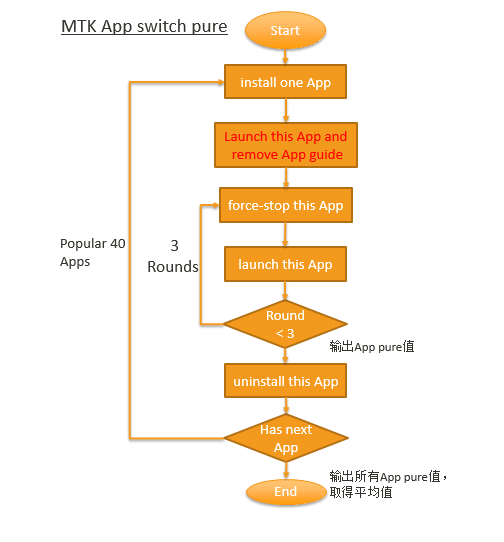 MTK App switch pure
Start
install one App
Launch this App and
remove App guide
force-stop this App
Popular 40
Apps
3
Rounds
launch this App
Round
< 3
输出App pure值
uninstall this App
Has next
App
输出所有App pure值，
取得平均值
End